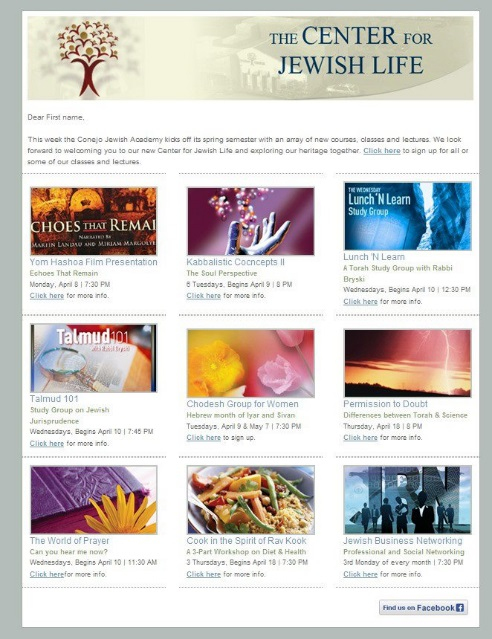 THE CENTER FOR
JEWISH LIFE
Dear First name,
This week the Conejo Jewish Academy kicks off its spring semester with an array of new courses, classes and lectures. We look
forward to welcoming you to our new Center for Jewish Life and exploring our heritage together. Click here to sign up for all or
some of our classes and lectures.
CHOES THAT REMAI
NARRATED BY
MARTIN LANDAU AND MIRIAM MARGOLYE
Yom Hashoa Film Presentation
Echoes That Remain
Monday, April 8 | 7:30 PM
Click here for more info.
Kabbalistic Concepts II
The Soul Perspective
6 Tuesdays, Begins April 9 | 8 PM
Click here for more info.
THE WEDNESDAY
Lunch 'N Learn
Study Group
Lunch 'N Learn
A Torah Study Group with Rabbi
Bryski
Wednesdays, Begins April 10 | 12:30 PM
Click here for more info.
Talmud 101
Talmud 101
Study Group on Jewish
Jurisprudence
Wednesdays, Begins April 10 | 7:45 PM
Click here for more info.
Chodesh Group for Women
Hebrew month of Iyar and Sivan
Tuesdays, April 9 & May 7 | 7:30 PM
Click here to sign up.
Permission to Doubt
Differences between Torah & Science
Thursday, April 18 | 8 PM
Click here for more info.
The World of Prayer
Can you hear me now?
Wednesdays, Begins April 10 | 11:30 AM
Click herefor more info.
Cook in the Spirit of Rav Kook
A 3-Part Workshop on Diet & Health
3 Thursdays, Begins April 18 | 7:30 PM
Click here for more info.
JBN
Jewish Business Networking
Professional and Social Networking
3rd Monday of every month | 7:30 PM
Click here for more info.
Find us on Facebook